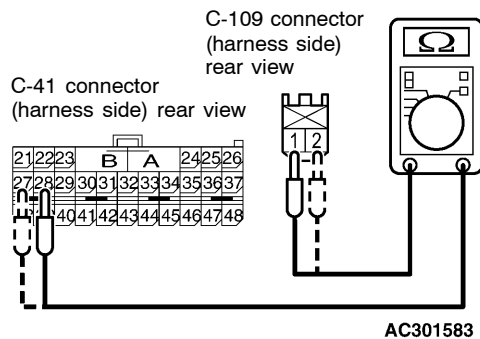 C-109 connector
(harness side)
rear view
Ω
C-41 connector
(harness side) rear view
1 2
21 22 23 B A 24 25 26
27 28 29 30 31 32 33 34 35 36 37
40 41 42 43 44 45 46 47 48
AC301583